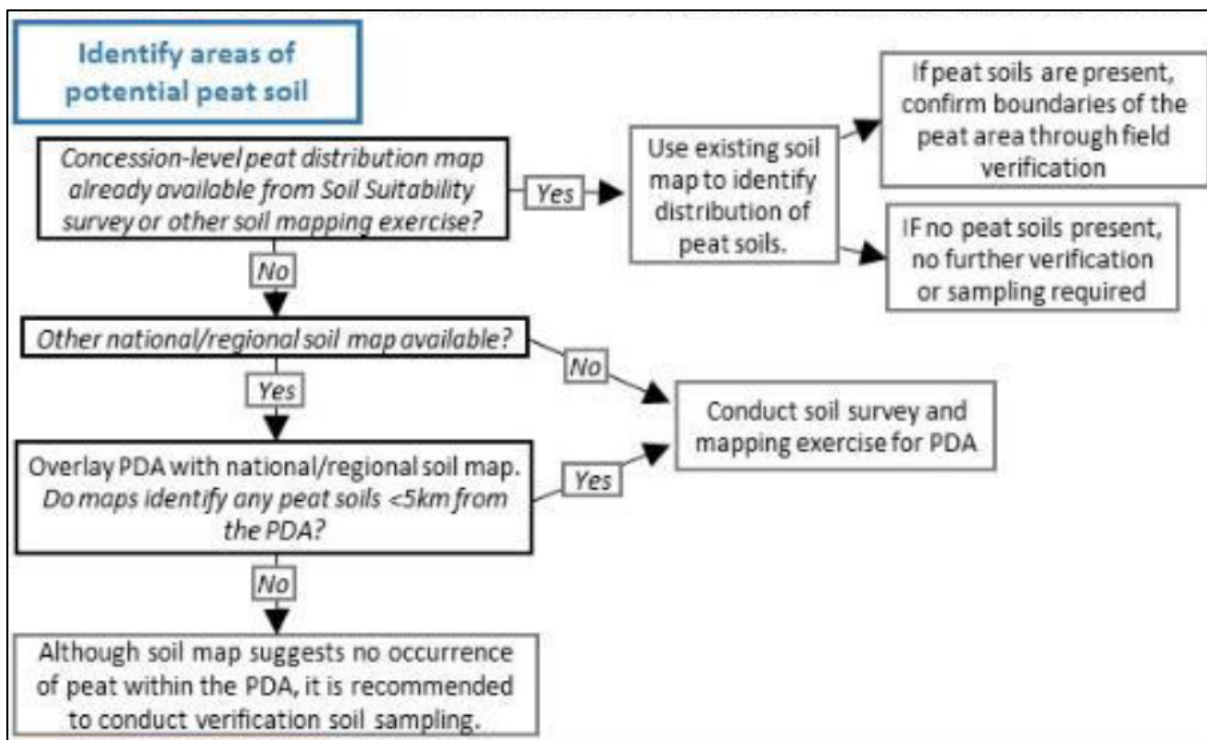 Identify areas of
potential peat soil
Concession-level peat distribution map
already available from Soil Suitability
survey or other soil mapping exercise?
Yes
Use existing soil
map to identify
distribution of
peat soils.
If peat soils are present,
confirm boundaries of the
peat area through field
verification
IF no peat soils present,
no further verification
or sampling required
No
Other national/regional soil map available?
No
Yes
Conduct soil survey and
mapping exercise for PDA
Overlay PDA with national/regional soil map.
Do maps identify any peat soils <5km from
the PDA?
Yes
No
Although soil map suggests no occurrence
of peat within the PDA, it is recommended
to conduct verification soil sampling.